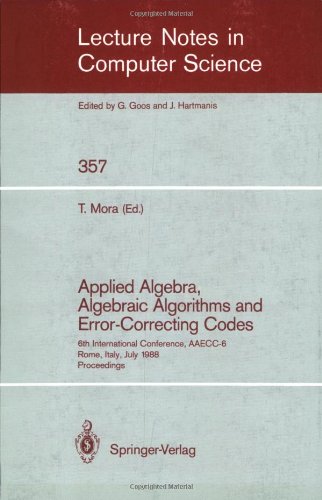 Lecture Notes in
Computer Science
Edited by G. Goos and J. Hartmanis
357
T. Mora (Ed.)
Applied Algebra,
Algebraic Algorithms and
Error-Correcting Codes
6th International Conference, AAECC-6
Rome, Italy, July 1988
Proceedings
Springer-Verlag